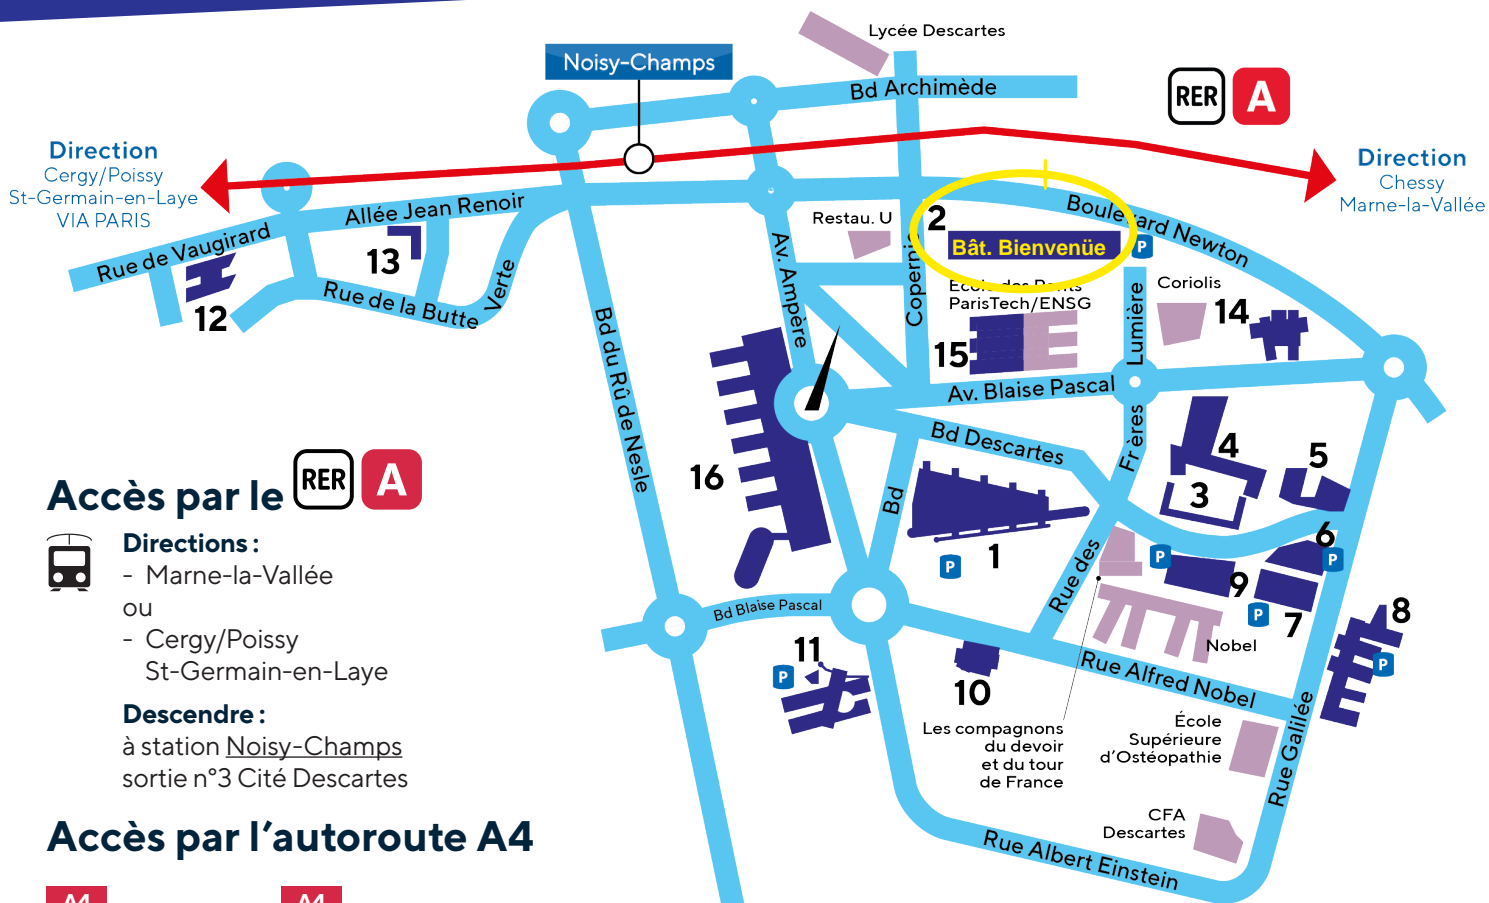 Lycée Descartes
Noisy-Champs
Bd Archimède
RER A
Direction
Cergy/Poissy
St-Germain-en-Laye
VIA PARIS
Direction
Chessy
Marne-la-Vallée
Allée Jean Renoir
Rue de Vaugirard
13
12
Rue de la Butte
Verte
Restau. U
2
Bât. Bienvenüe
Boulevard Newton
P
Av. Ampère
Copernic
École des Ponts
ParisTech/ENSG
15
Lumière
Coriolis
14
Bd du Rû de Nesle
Av. Blaise Pascal
Bd Descartes
Frères
4
5
3
16
Bd
1
P
Rue des
P
6
P
9
7
P
8
P
Nobel
Bd Blaise Pascal
11
P
10
Rue Alfred Nobel
Les compagnons
du devoir
et du tour
de France
École
Supérieure
d'Ostéopathie
Rue Galilée
CFA
Descartes
Rue Albert Einstein
Accès par le RER A
Directions :
- Marne-la-Vallée
ou
- Cergy/Poissy
St-Germain-en-Laye
Descendre :
à station Noisy-Champs
sortie n°3 Cité Descartes
Accès par l'autoroute A4
A4
A4